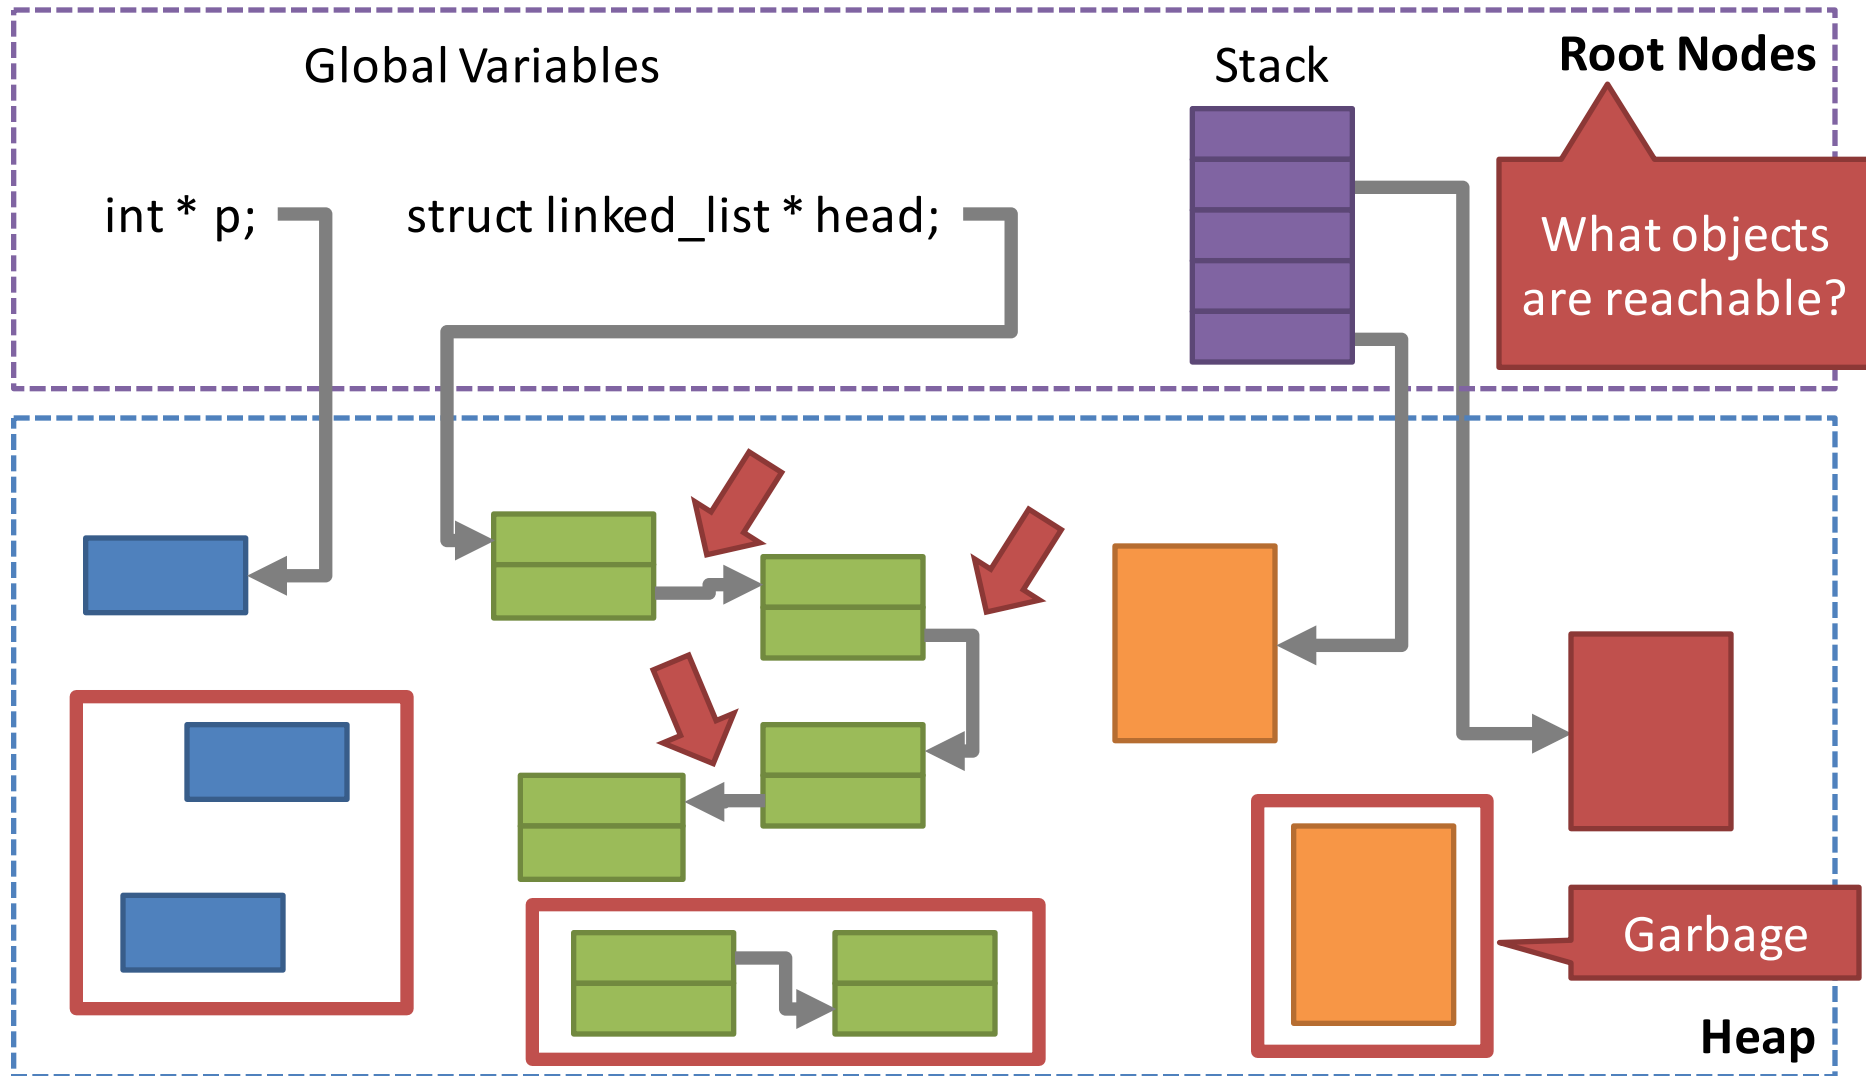 Global Variables
Stack
Root Nodes
int * p;
struct linked_list * head;
What objects
are reachable?
Garbage
Heap